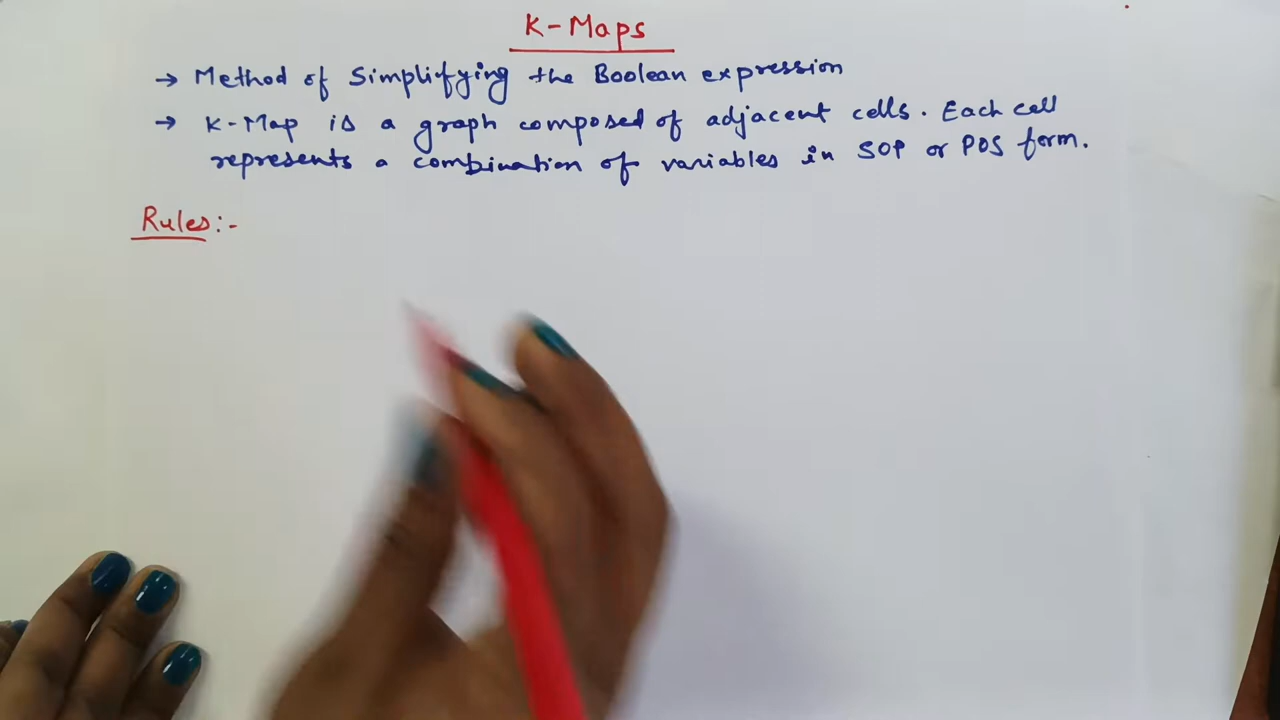 K-Maps
→ Method of Simplifying the Boolean expression
→ K-Map is a graph composed of adjacent cells. Each cell
represents a combination of variables in SOP or POS form.
Rules:-